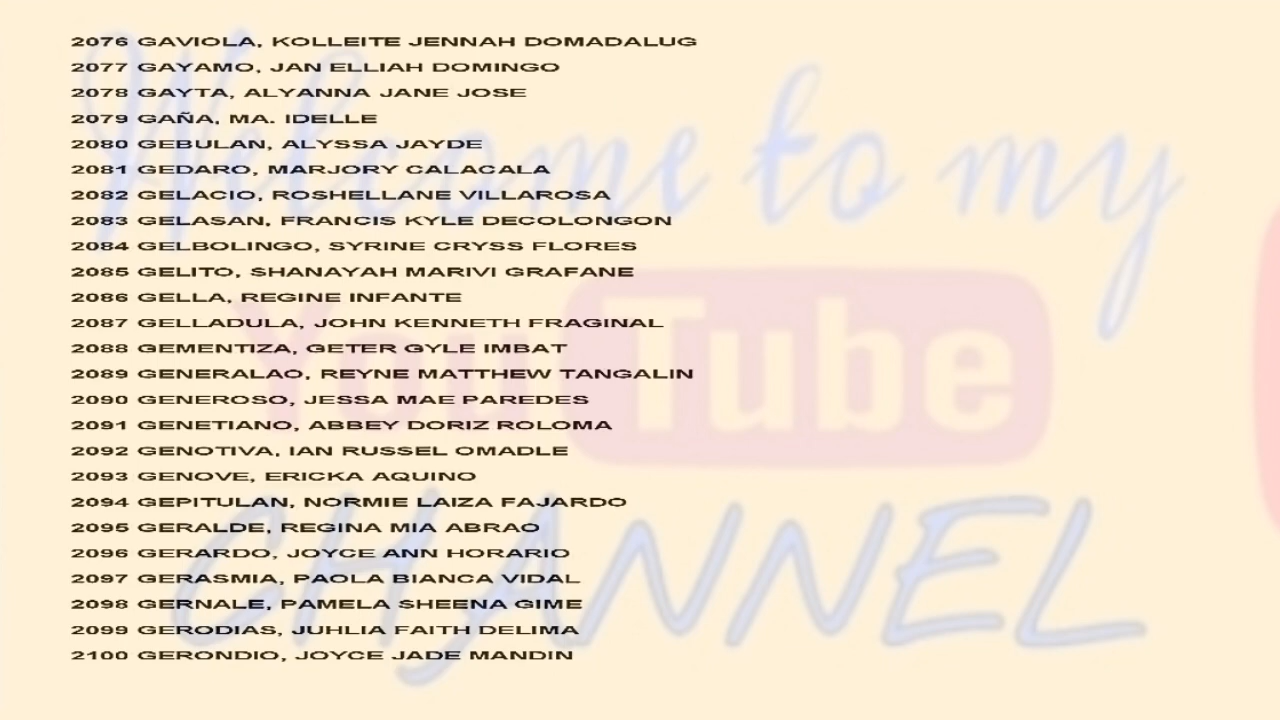 2076 GAVIOLA, KOLLEITE JENNAH DOMADALUG
2077 GAYAMO, JAN ELLIAH DOMINGO
2078 GAYTA, ALYANNA JANE JOSE
2079 GAÑA, MA. IDELLE
2080 GEBULAN, ALYSSA JAYDE
2081 GEDARO, MARJORY CALACALA
2082 GELACIO, ROSHELLANE VILLAROSA
2083 GELASAN, FRANCIS KYLE DECOLONGON
2084 GELBOLINGO, SYRINE CRYSS FLORES
2085 GELITO, SHANAYAH MARIVI GRAFANE
2086 GELLA, REGINE INFANTE
2087 GELLADULA, JOHN KENNETH FRAGINAL
2088 GEMENTIZA, GETER GYLE IMBAT
2089 GENERALAO, REYNE MATTHEW TANGALIN
2090 GENEROSO, JESSA MAE PAREDES
2091 GENETIANO, ABBEY DORIZ ROLOMA
2092 GENOTIVA, IAN RUSSEL OMADLE
2093 GENOVE, ERICKA AQUINO
2094 GEPITULAN, NORMIE LAIZA FAJARDO
2095 GERALDE, REGINA MIA ABRAO
2096 GERARDO, JOYCE ANN HORARIO
2097 GERASMIA, PAOLA BIANCA VIDAL
2098 GERNALE, PAMELA SHEENA GIME
2099 GERODIAS, JUHLIA FAITH DELIMA
2100 GERONDIO, JOYCE JADE MANDIN
Welcome to my
YouTube
CHANNEL